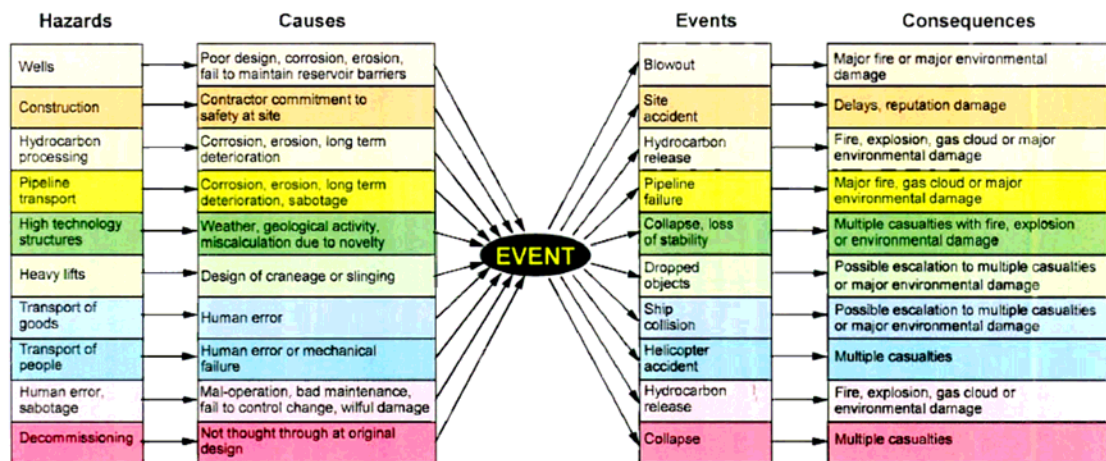 Hazards Causes Events Consequences
Wells
Poor design, corrosion, erosion,
fail to maintain reservoir barriers
Blowout
Major fire or major environmental
damage
Construction
Contractor commitment to
safety at site
Site
accident
Delays, reputation damage
Hydrocarbon
processing
Corrosion, erosion, long term
deterioration
Hydrocarbon
release
Fire, explosion, gas cloud or major
environmental damage
Pipeline
transport
Corrosion, erosion, long term
deterioration, sabotage
Pipeline
failure
Major fire, gas cloud or major
environmental damage
High technology
structures
Weather, geological activity,
miscalculation due to novelty
EVENT
Collapse, loss
of stability
Multiple casualties with fire, explosion
or environmental damage
Heavy lifts
Design of craneage or slinging
Dropped
objects
Possible escalation to multiple casualties
or major environmental damage
Transport of
goods
Human error
Ship
collision
Possible escalation to multiple casualties
or major environmental damage
Transport of
people
Human error or mechanical
failure
Helicopter
accident
Multiple casualties
Human error,
sabotage
Mal-operation, bad maintenance,
fail to control change, wilful damage
Hydrocarbon
release
Fire, explosion, gas cloud or
environmental damage
Decommissioning
Not thought through at original
design
Collapse
Multiple casualties